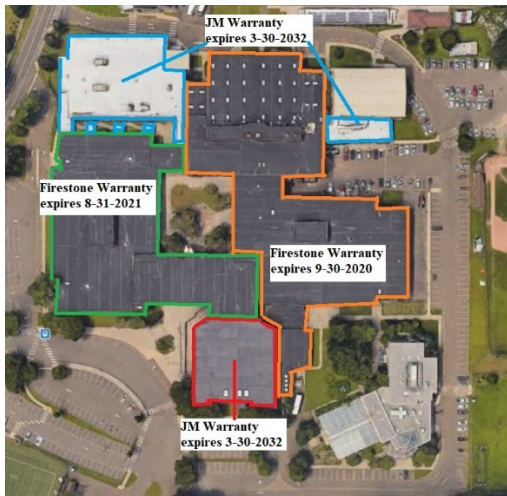 JM Warranty
expires 3-30-2032
Firestone Warranty
expires 8-31-2021
Firestone Warranty
expires 9-30-2020
JM Warranty
expires 3-30-2032